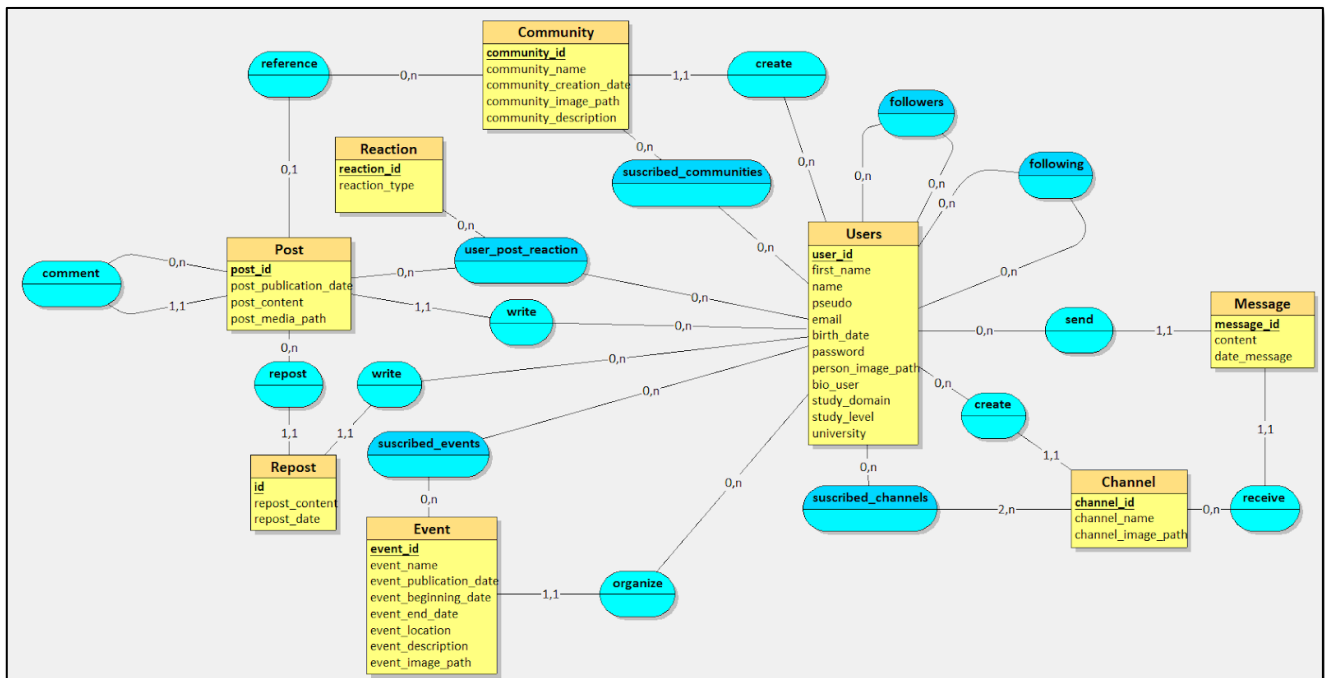 Community
community_id
community_name
community_creation_date
community_image_path
community_description
reference
0,n
1,1
create
followers
following
0,1
Reaction
reaction_id
reaction_type
0,n
suscribed_communities
0,n
0,n
0,n
0,n
0,n
0,n
0,n
Users
user_id
first_name
name
pseudo
email
birth_date
password
person_image_path
bio_user
study_domain
study_level
university
Post
post_id
post_publication_date
post_content
post_media_path
comment
0,n
1,1
0,n
user_post_reaction
0,n
0,n
1,1
write
0,n
0,n
send
1,1
Message
message_id
content
date_message
0,n
repost
1,1
write
0,n
1,1
0,n
create
1,1
1,1
Repost
id
repost_content
repost_date
suscribed_events
0,n
0,n
0,n
suscribed_channels
2,n
Channel
channel_id
channel_name
channel_image_path
0,n
receive
Event
event_id
event_name
event_publication_date
event_beginning_date
event_end_date
event_location
event_description
event_image_path
1,1
organize
0,n